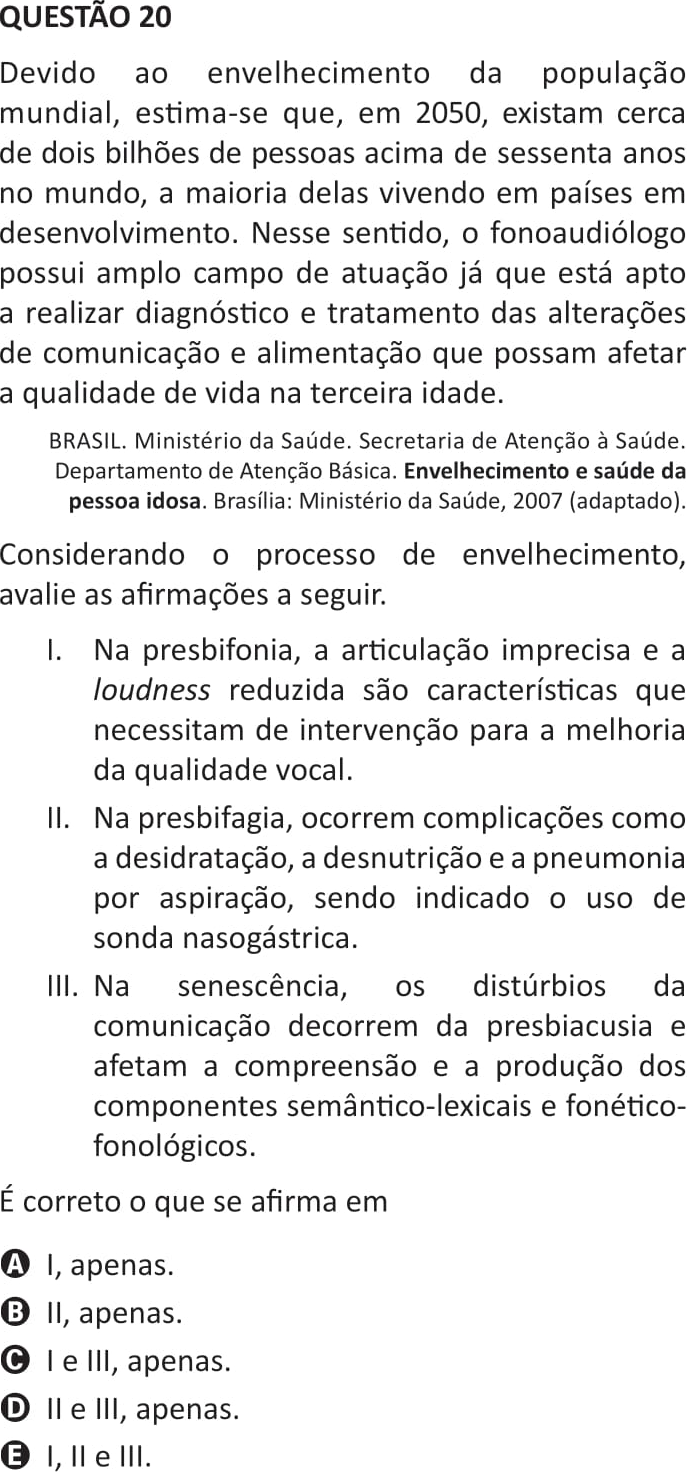 QUESTÃO 20
Devido ao envelhecimento da população
mundial, estima-se que, em 2050, existam cerca
de dois bilhões de pessoas acima de sessenta anos
no mundo, a maioria delas vivendo em países em
desenvolvimento. Nesse sentido, o fonoaudiólogo
possui amplo campo de atuação já que está apto
a realizar diagnóstico e tratamento das alterações
de comunicação e alimentação que possam afetar
a qualidade de vida na terceira idade.
BRASIL. Ministério da Saúde. Secretaria de Atenção à Saúde.
Departamento de Atenção Básica. Envelhecimento e saúde da
pessoa idosa. Brasília: Ministério da Saúde, 2007 (adaptado).
Considerando o processo de envelhecimento,
avalie as afirmações a seguir.
I. Na presbifonia, a articulação imprecisa e a
loudness reduzida são características que
necessitam de intervenção para a melhoria
da qualidade vocal.
II. Na presbifagia, ocorrem complicações como
a desidratação, a desnutrição e a pneumonia
por aspiração, sendo indicado o uso de
sonda nasogástrica.
III. Na senescência, os distúrbios da
comunicação decorrem da presbiacusia e
afetam a compreensão e a produção dos
componentes semântico-lexicais e fonético-
fonológicos.
É correto o que se afirma em
A I, apenas.
B II, apenas.
C I e III, apenas.
D II e III, apenas.
E I, II e III.